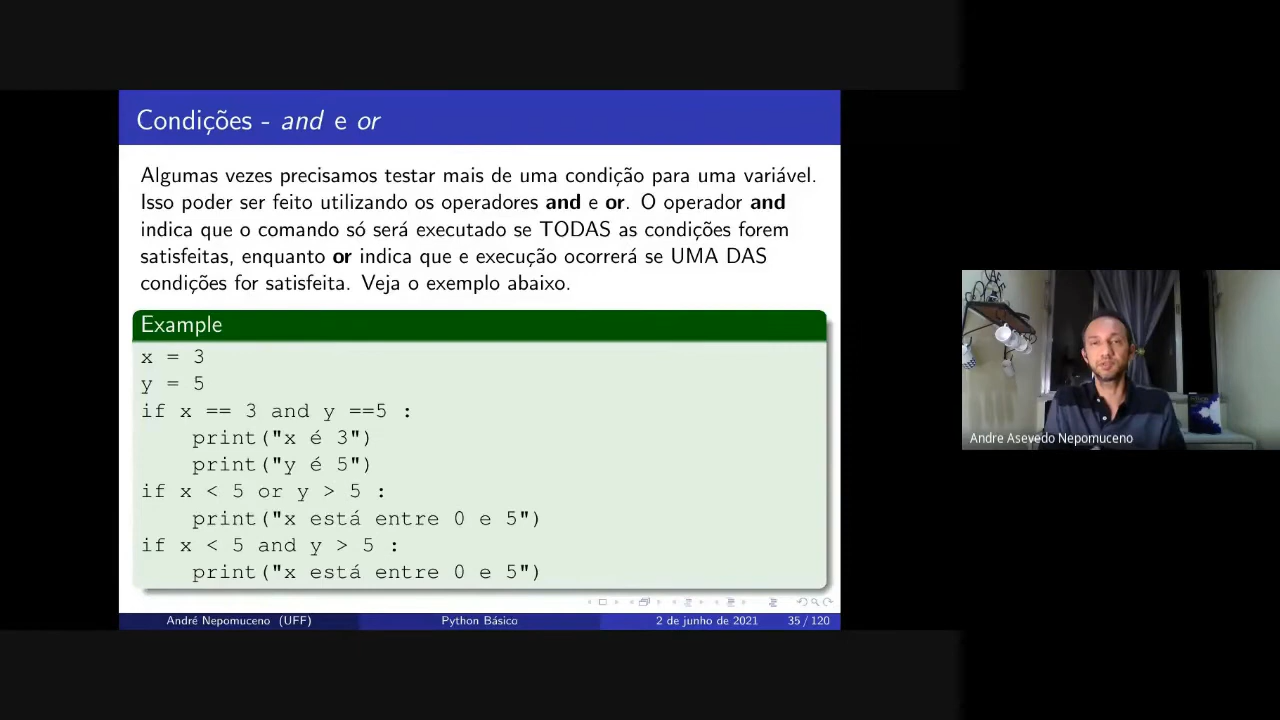 Condições - and e or
Algumas vezes precisamos testar mais de uma condição para uma variável.
Isso poder ser feito utilizando os operadores and e or. O operador and
indica que o comando só será executado se TODAS as condições forem
satisfeitas, enquanto or indica que e execução ocorrerá se UMA DAS
condições for satisfeita. Veja o exemplo abaixo.
Example
x = 3
y = 5
if x == 3 and y ==5 :
    print("x é 3")
    print("y é 5")
if x < 5 or y > 5 :
    print("x está entre 0 e 5")
if x < 5 and y > 5 :
    print("x está entre 0 e 5")
André Nepomuceno (UFF)
Python Básico
2 de junho de 2021
35 / 120
Andre Asevedo Nepomuceno